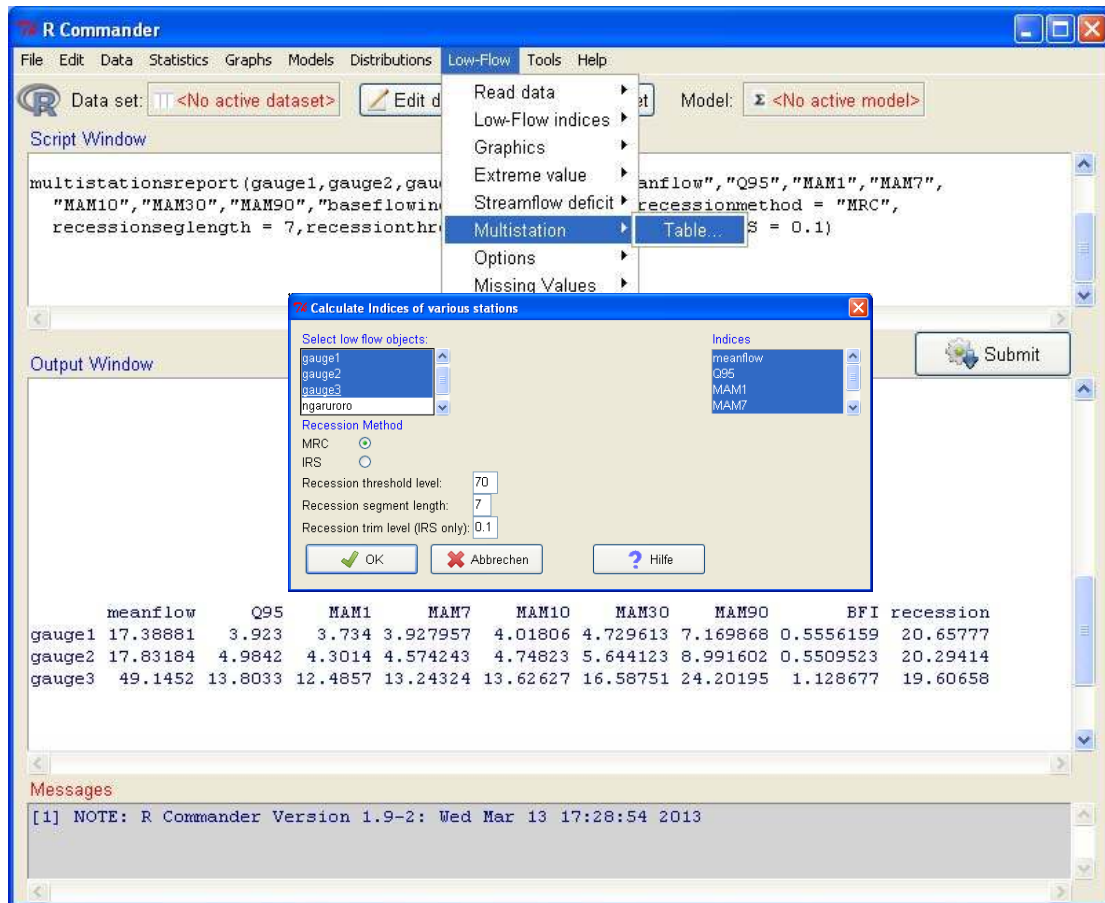 R Commander
File Edit Data Statistics Graphs Models Distributions Low-Flow Tools Help
Data set: <No active dataset> Edit d et Model: Σ <No active model>
Read data
Low-Flow indices
Graphics
Extreme value
Streamflow deficit
Multistation
Table...
Options
Missing Values
Script Window
multistationsreport(gauge1,gauge2,gau anflow","Q95","MAM1","MAM7",
"MAM10","MAM30","MAM90","baseflowin recessionmethod = "MRC",
recessionseglength = 7,recessionthr S = 0.1)
Submit
Calculate Indices of various stations
Select low flow objects:
gauge1
gauge2
gauge3
ngaruroro
Indices
meanflow
Q95
MAM1
MAM7
Recession Method
MRC
IRS
Recession threshold level: 70
Recession segment length: 7
Recession trim level (IRS only): 0.1
OK Abbrechen Hilfe
Output Window
meanflow Q95 MAM1 MAM7 MAM10 MAM30 MAM90 BFI recession
gauge1 17.38881 3.923 3.734 3.927957 4.01806 4.729613 7.169868 0.5556159 20.65777
gauge2 17.83184 4.9842 4.3014 4.574243 4.74823 5.644123 8.991602 0.5509523 20.29414
gauge3 49.1452 13.8033 12.4857 13.24324 13.62627 16.58751 24.20195 1.128677 19.60658
Messages
[1] NOTE: R Commander Version 1.9-2: Wed Mar 13 17:28:54 2013